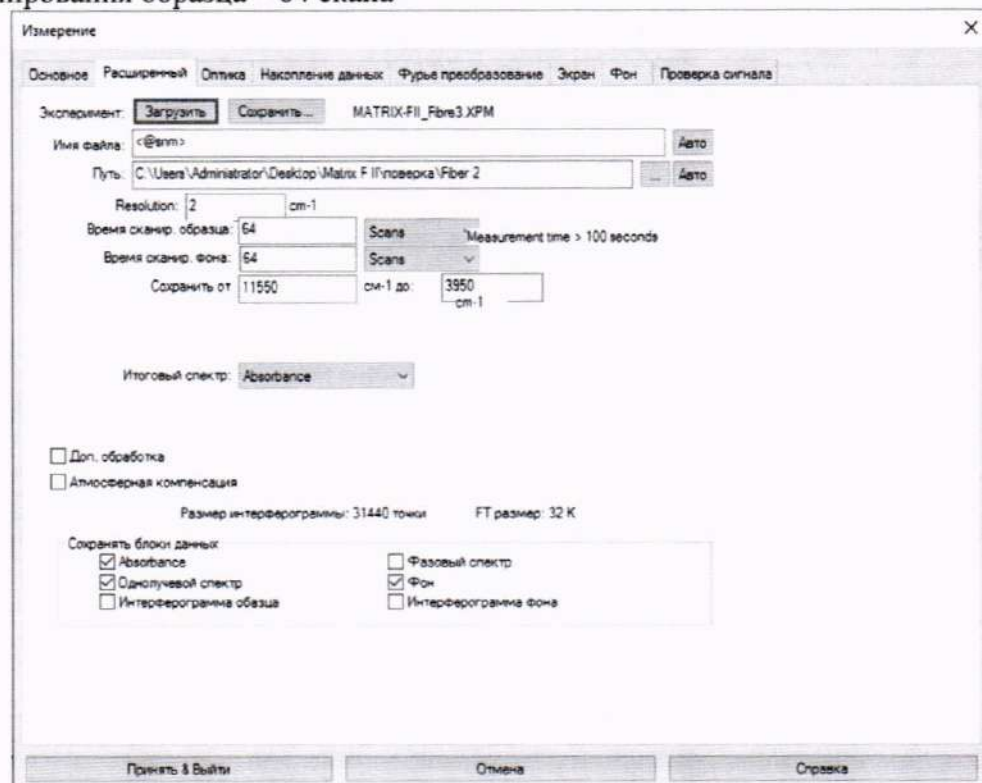 образца – 64 скана
Измерение
Основное Расширенный Оптика Накопление данных Фурье преобразование Экран Фон Проверка сигнала
Эксперимент: Загрузить Сохранить... MATRIX-FII_Fibre3.XPM
Имя файла: <@snm> Авто
Путь: C:\Users\Administrator\Desktop\Matrix F II\поверка\Fiber 2 ... Авто
Resolution: 2 cm-1
Время сканир. образца: 64 Scans Measurement time > 100 seconds
Время сканир. фона: 64 Scans
Сохранить от 11550 см-1 до: 3950
cm-1
Итоговый спектр: Absorbance
Доп. обработка
Атмосферная компенсация
Размер интерферограммы: 31440 точки FT размер: 32 K
Сохранять блоки данных
Absorbance Фазовый спектр
Однолучевой спектр Фон
Интерферограмма обазца Интерферограмма фона
Принять & Выйти Отмена Справка